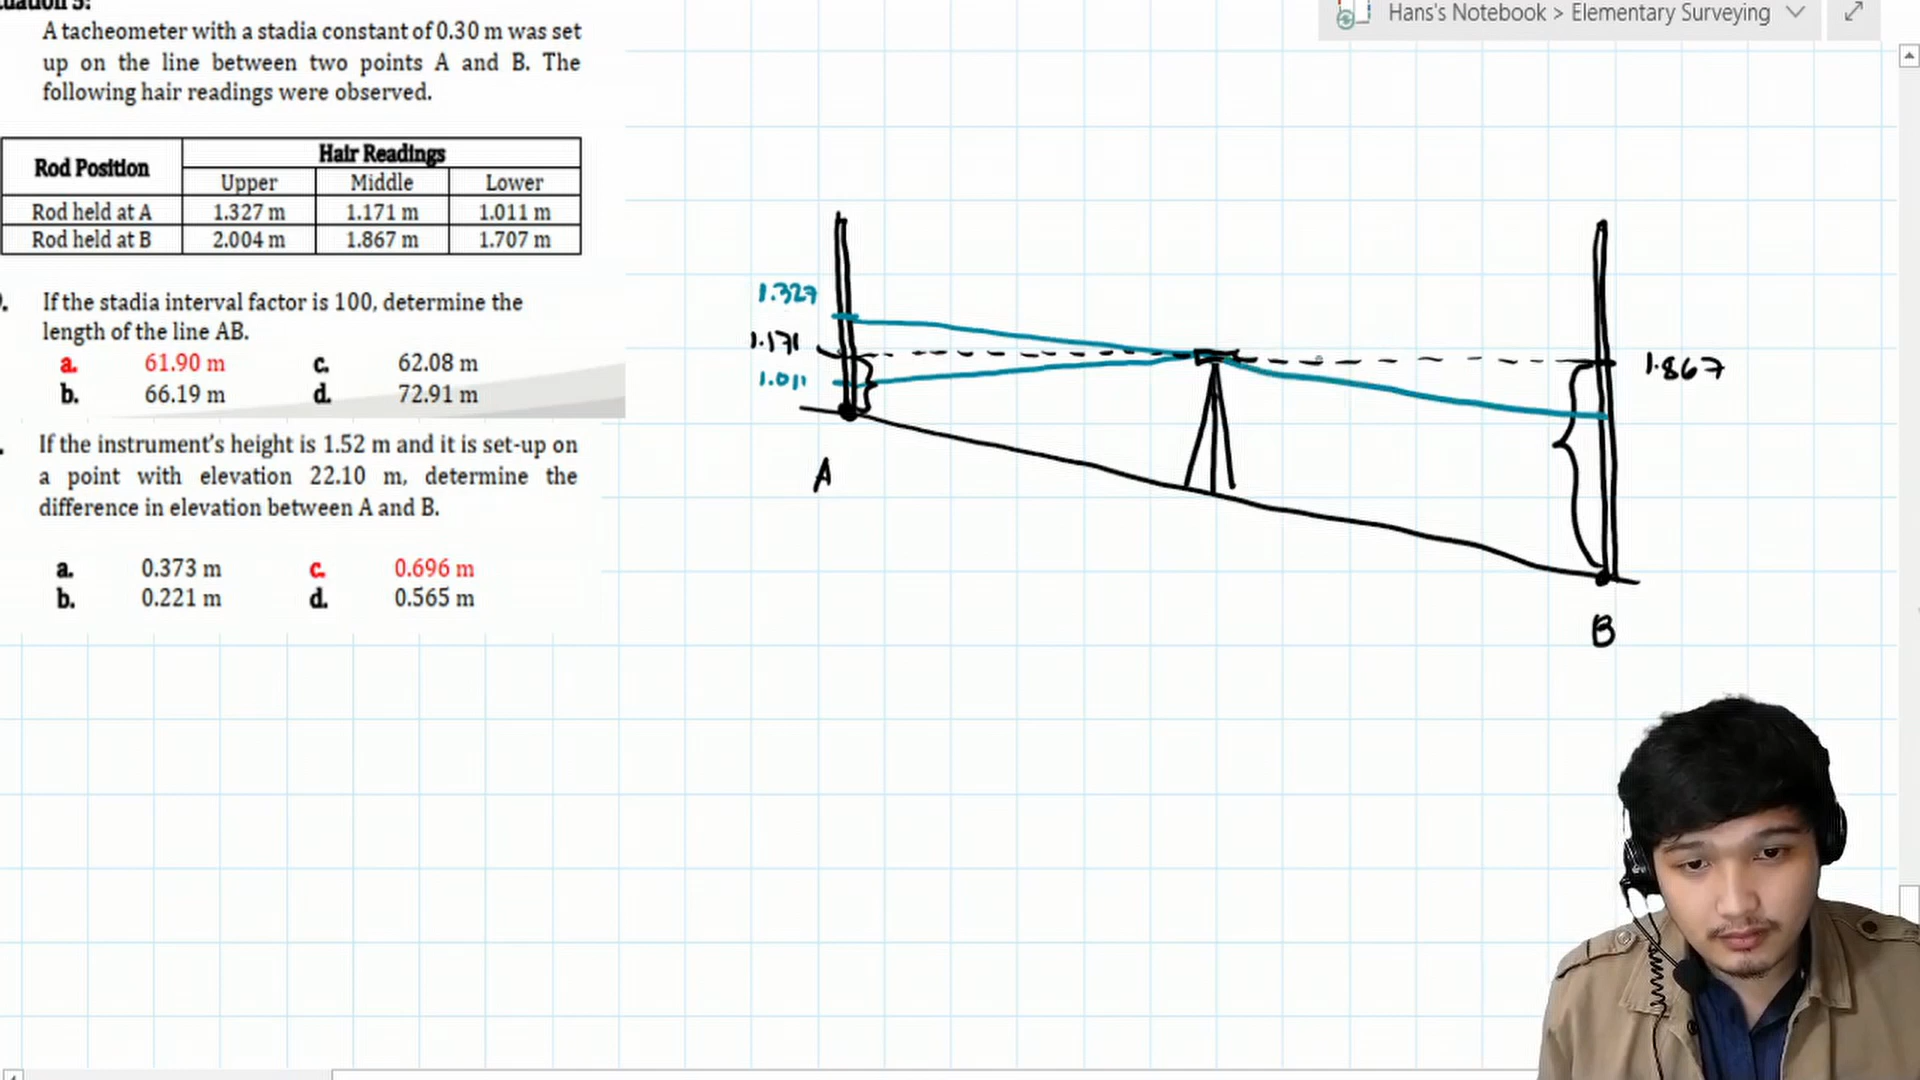 Hans's Notebook > Elementary Surveying
A tacheometer with a stadia constant of 0.30 m was set
up on the line between two points A and B. The
following hair readings were observed.
Rod Position
Hair Readings
Upper Middle Lower
Rod held at A 1.327 m 1.171 m 1.011 m
Rod held at B 2.004 m 1.867 m 1.707 m
If the stadia interval factor is 100, determine the
length of the line AB.
a. 61.90 m c. 62.08 m
b. 66.19 m d. 72.91 m
If the instrument's height is 1.52 m and it is set-up on
a point with elevation 22.10 m, determine the
difference in elevation between A and B.
a. 0.373 m c. 0.696 m
b. 0.221 m d. 0.565 m
1.327
1.171
1.011
1.867
A
B